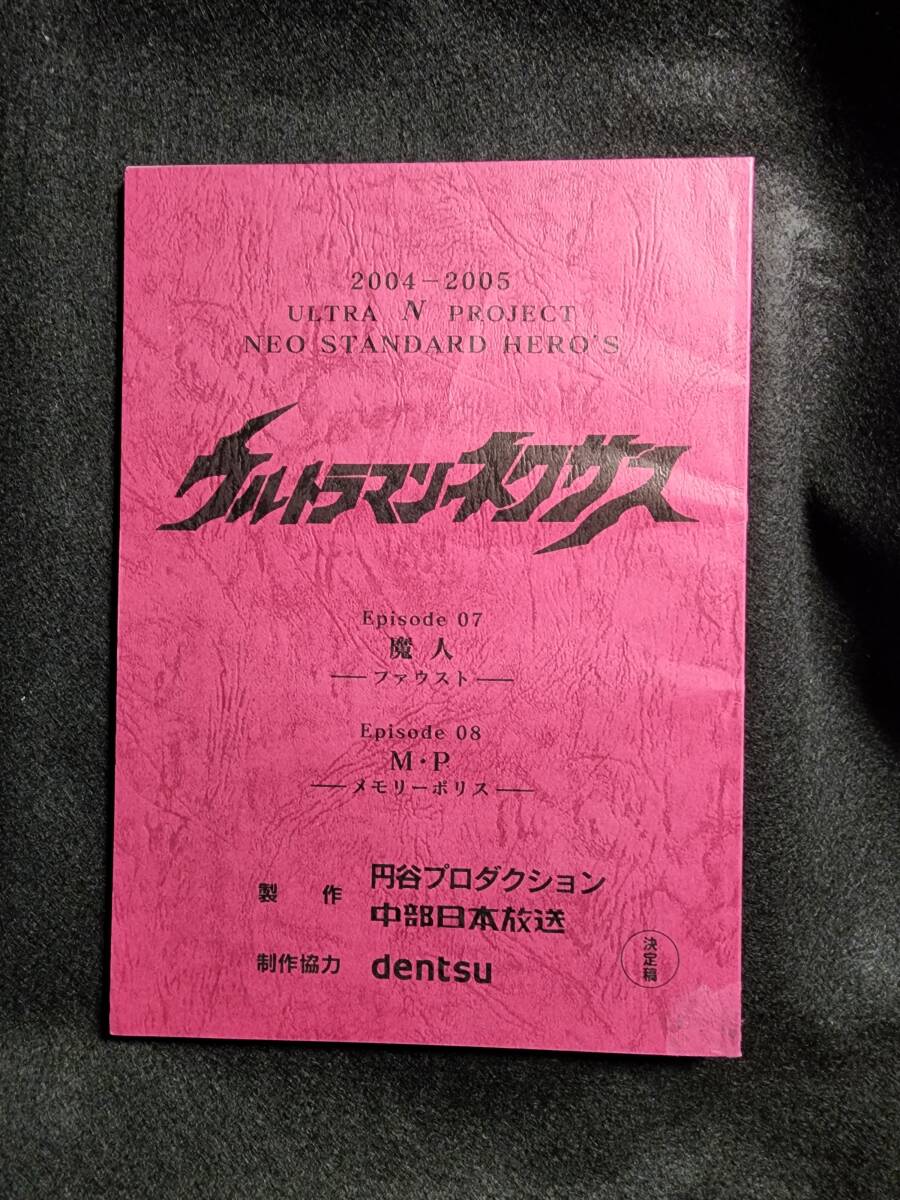 2004－2005
ULTRA N PROJECT
NEO STANDARD HERO'S
ウルトラマンネクサス
Episode 07
魔人
──ファウスト──
Episode 08
M・P
──メモリーポリス──
製作 円谷プロダクション
中部日本放送
制作協力 dentsu
決定稿